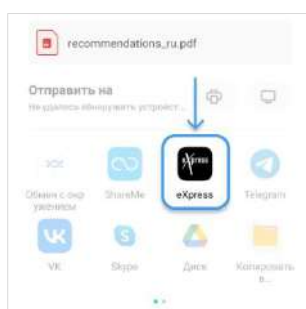 recommendations_ru.pdf
Отправить на
Не удалось обнаружить устройст...
Обмен с окр
ужением
ShareMe
eXpress
Telegram
VK
Skype
Диск
Копировать
в...